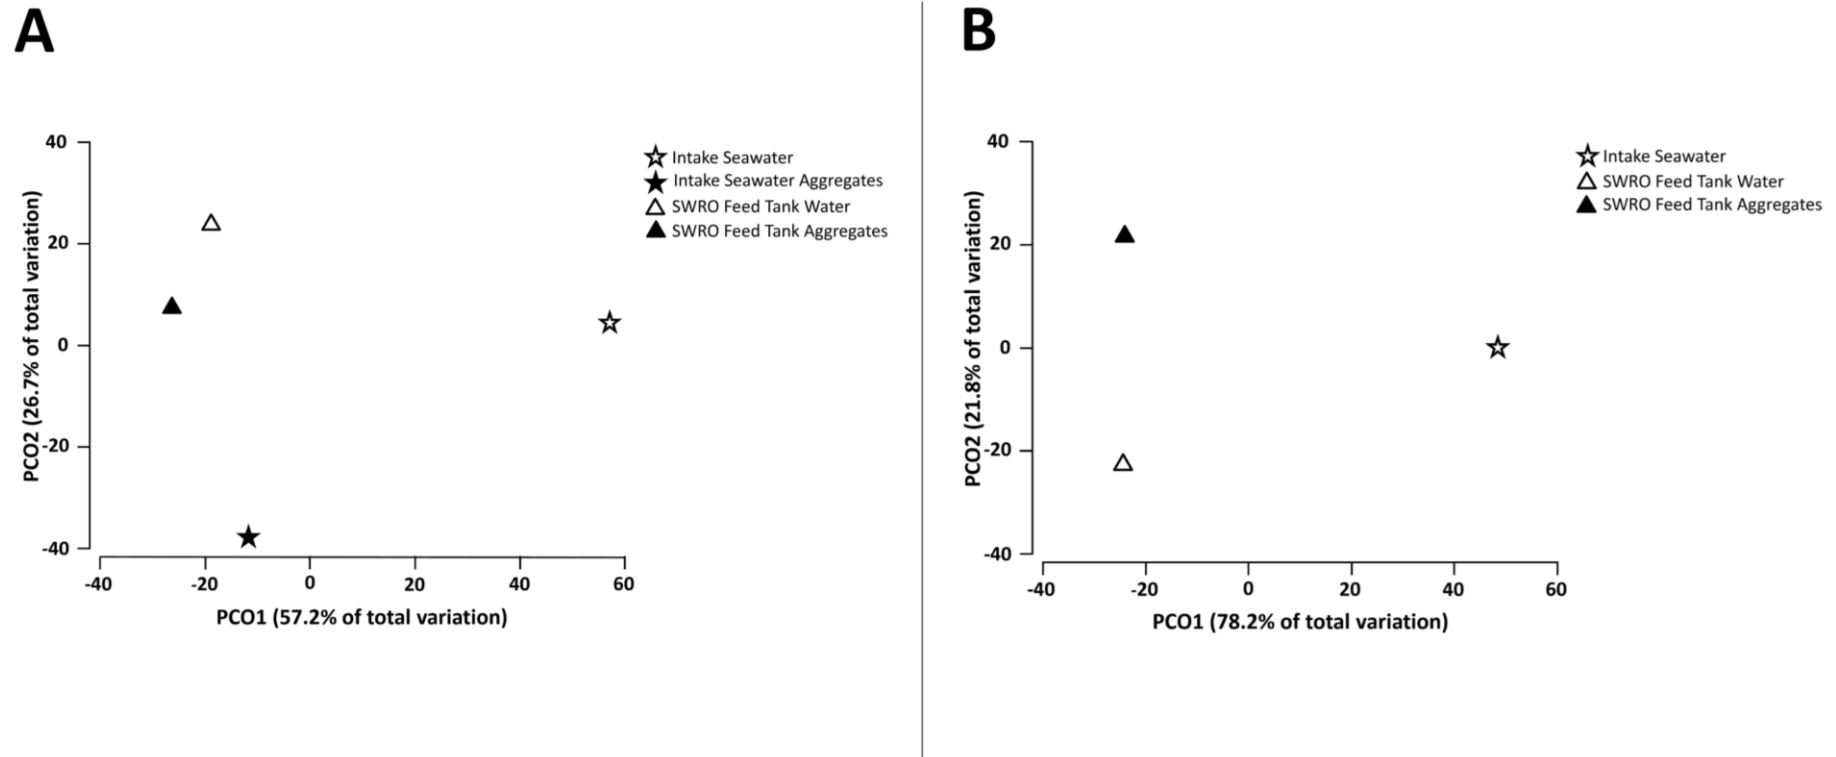 A
40
20
0
-20
-40
PCO2 (26.7% of total variation)
-40 -20 0 20 40 60
PCO1 (57.2% of total variation)
Intake Seawater
Intake Seawater Aggregates
SWRO Feed Tank Water
SWRO Feed Tank Aggregates
B
40
20
0
-20
-40
PCO2 (21.8% of total variation)
-40 -20 0 20 40 60
PCO1 (78.2% of total variation)
Intake Seawater
SWRO Feed Tank Water
SWRO Feed Tank Aggregates